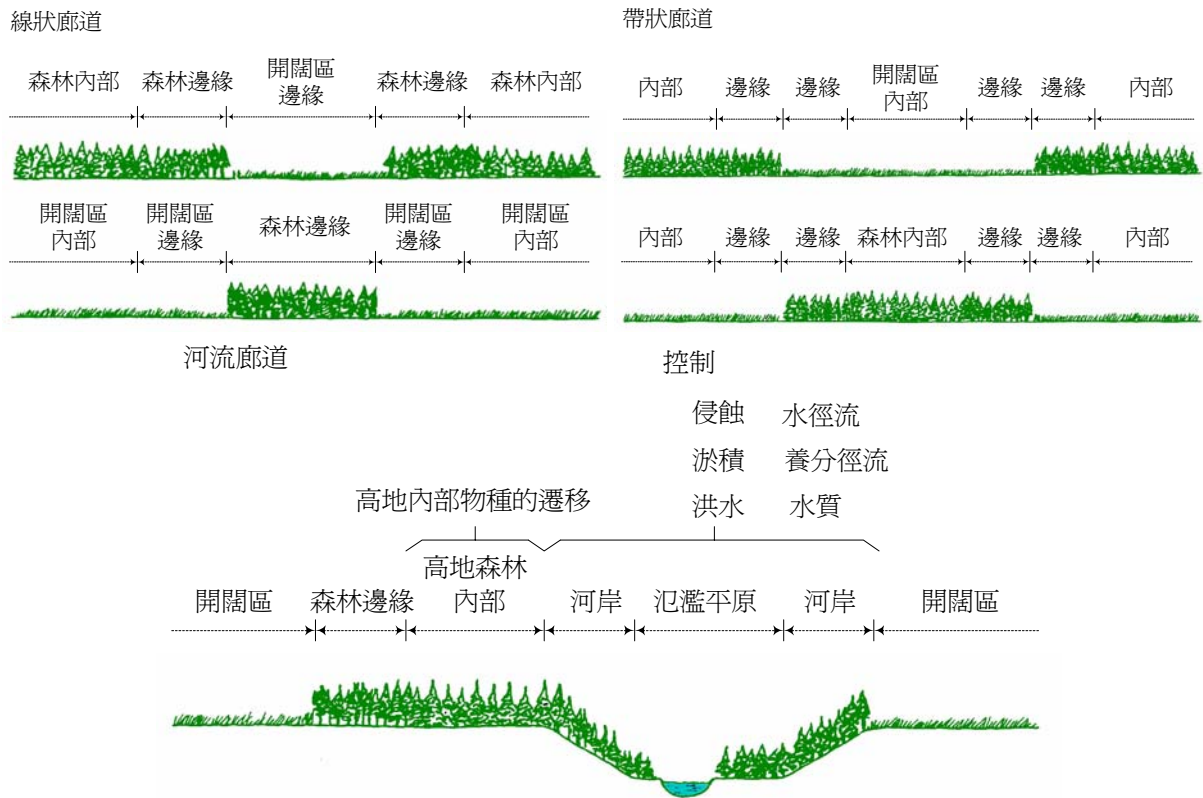 線狀廊道
森林內部 森林邊緣 開闊區 森林邊緣 森林內部
邊緣
開闊區 開闊區 森林邊緣 開闊區 開闊區
內部 邊緣 邊緣 內部
帶狀廊道
內部 邊緣 邊緣 開闊區 邊緣 邊緣 內部
內部
內部 邊緣 邊緣 森林內部 邊緣 邊緣 內部
河流廊道
控制
侵蝕 水徑流
淤積 養分徑流
洪水 水質
高地內部物種的遷移
高地森林
開闊區 森林邊緣 內部 河岸 氾濫平原 河岸 開闊區